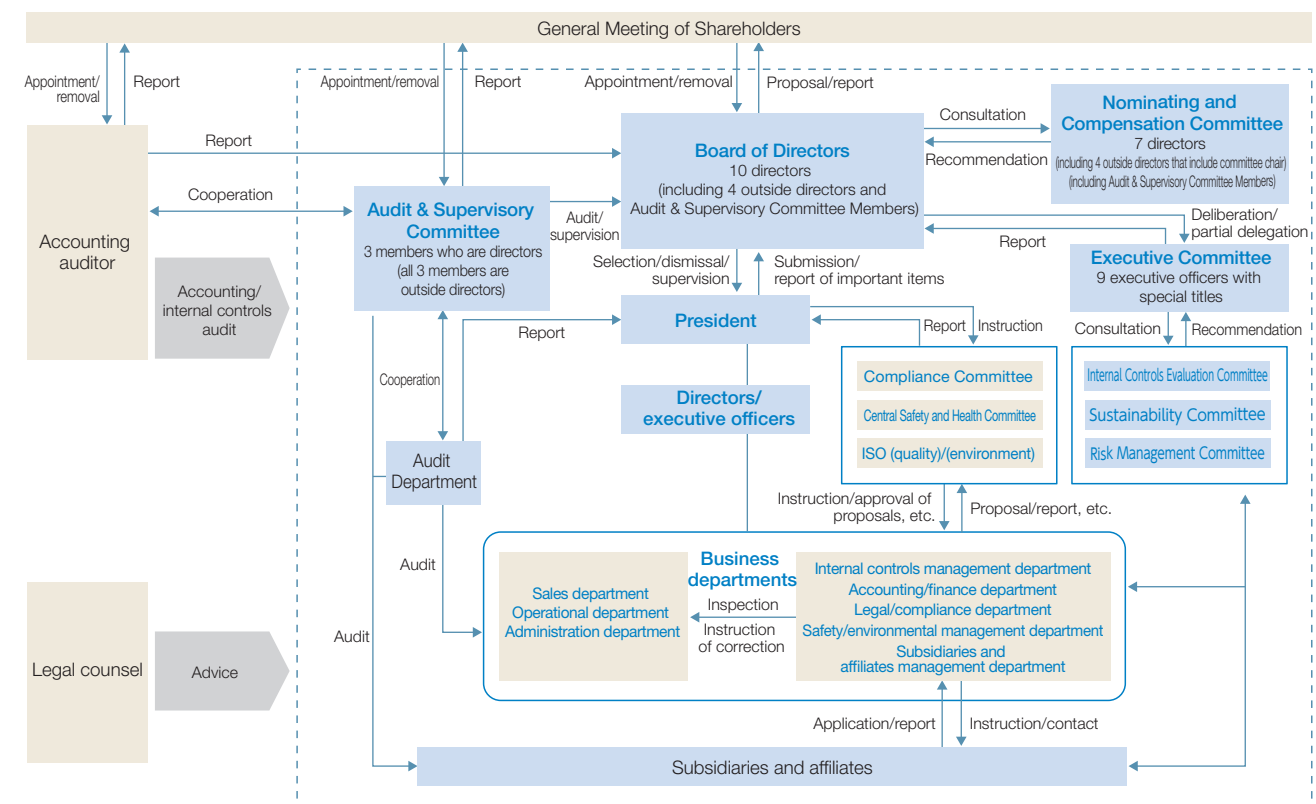 General Meeting of Shareholders
Appointment/
removal
Report
Appointment/removal
Report
Appointment/removal
Proposal/report
Accounting
auditor
Report
Cooperation
Accounting/
internal controls
audit
Audit & Supervisory
Committee
3 members who are directors
(all 3 members are
outside directors)
Audit/
supervision
Board of Directors
10 directors
(including 4 outside directors and
Audit & Supervisory Committee Members)
Consultation
Recommendation
Nominating and
Compensation Committee
7 directors
(including 4 outside directors that include committee chair)
(including Audit & Supervisory Committee Members)
Deliberation/
partial delegation
Report
Executive Committee
9 executive officers with
special titles
Selection/dismissal/
supervision
Submission/
report of important items
President
Report
Report
Instruction
Consultation
Recommendation
Cooperation
Directors/
executive officers
Compliance Committee
Central Safety and Health Committee
ISO (quality)/(environment)
Internal Controls Evaluation Committee
Sustainability Committee
Risk Management Committee
Audit
Department
Instruction/approval of
proposals, etc.
Proposal/report, etc.
Audit
Audit
Business
departments
Sales department
Operational department
Administration department
Inspection
Instruction
of correction
Internal controls management department
Accounting/finance department
Legal/compliance department
Safety/environmental management department
Subsidiaries and
affiliates management department
Legal counsel
Advice
Application/report
Instruction/contact
Subsidiaries and affiliates